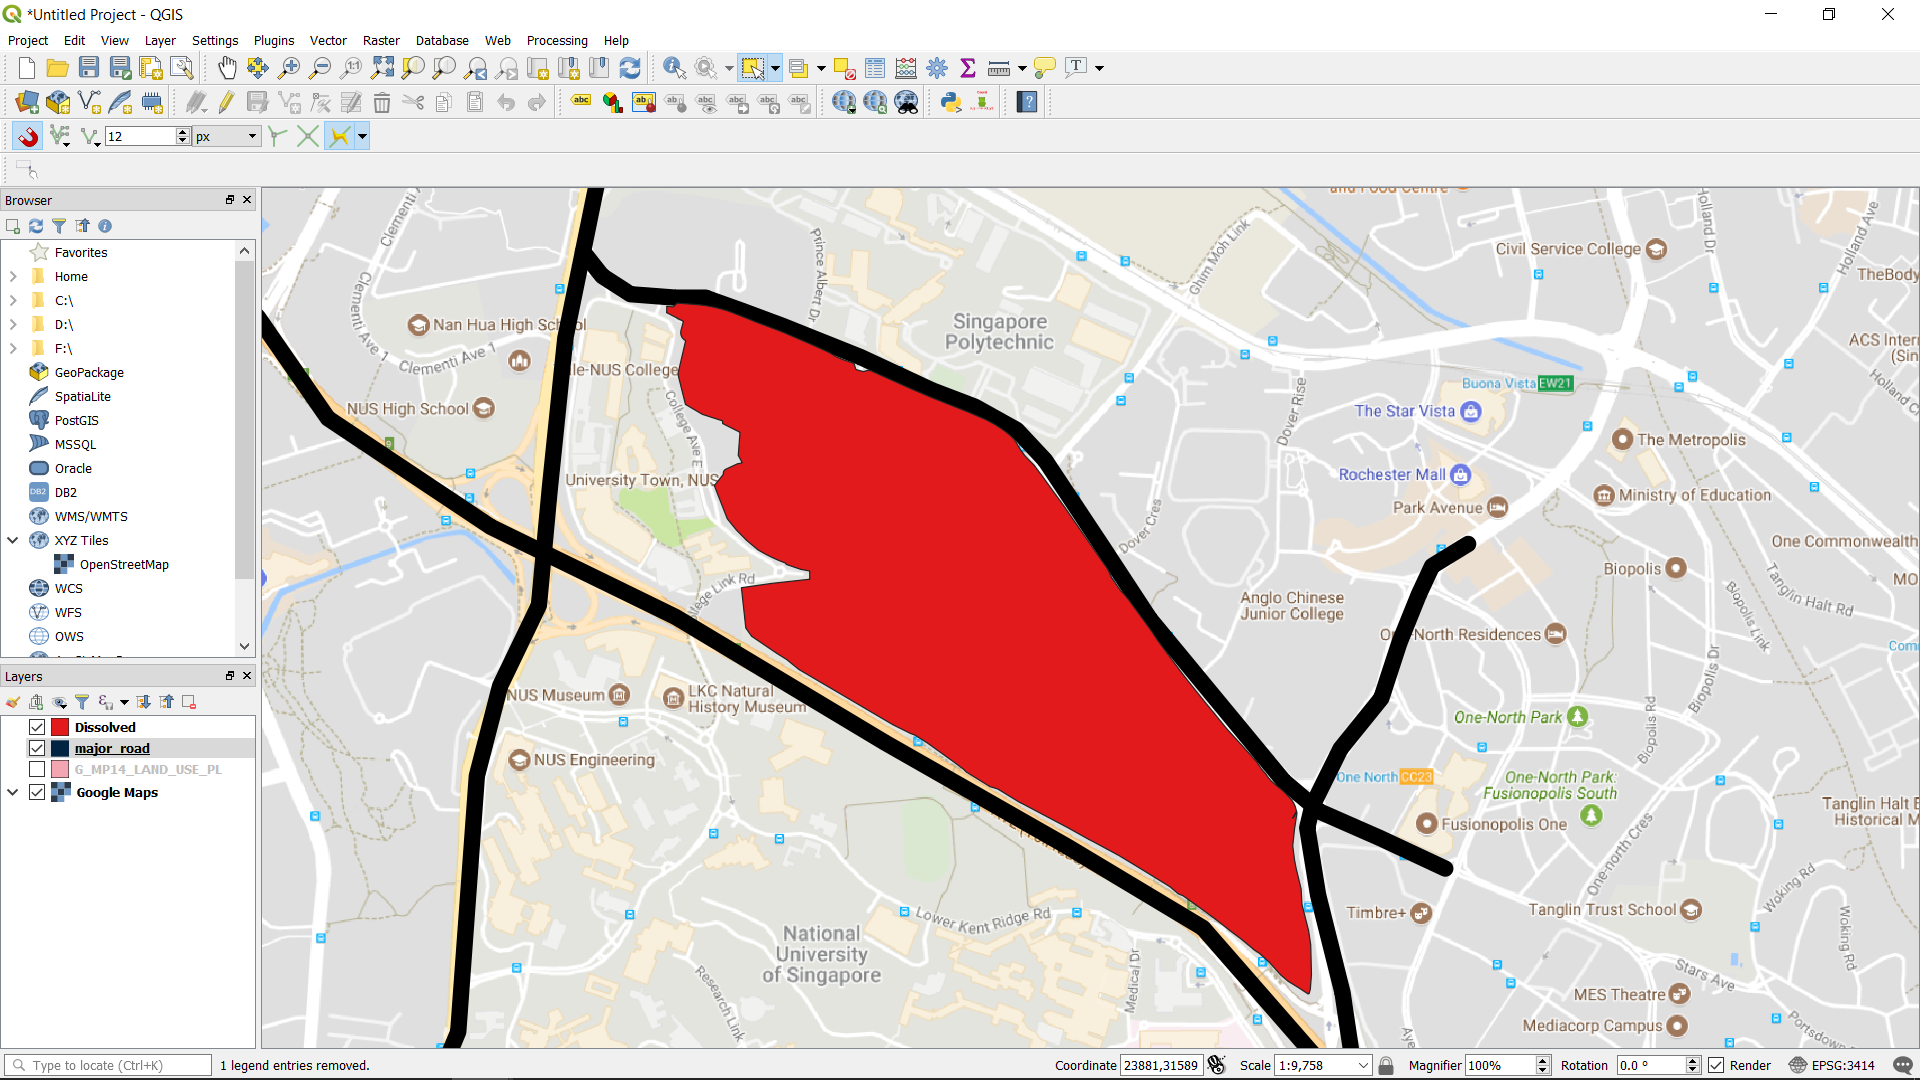 *Untitled Project - QGIS
Project Edit View Layer Settings Plugins Vector Raster Database Web Processing Help
12 px
Browser
Favorites
Home
C:\
D:\
F:\
GeoPackage
SpatiaLite
PostGIS
MSSQL
Oracle
DB2
WMS/WMTS
XYZ Tiles
OpenStreetMap
WCS
WFS
OWS
Layers
Dissolved
major_road
G_MP14_LAND_USE_PL
Google Maps
Clementi
Clementi Ave 1
Clementi Ave 1
Nan Hua High School
NUS High School
le-NUS College
College Ave E
University Town, NUS
Prince Albert Dr
Singapore
Polytechnic
Ghim Moh Link
Civil Service College
Holland Dr
Holland Ave
TheBody
ACS Intern
(Sin
Holland C
Buona Vista EW21
The Star Vista
The Metropolis
Rochester Mall
Ministry of Education
Park Avenue
Dover Rise
Dover Cres
One Commonwealth
Biopolis
MO
Tanglin Halt Rd
Biopolis Link
Anglo Chinese
Junior College
One-North Residences
Biopolis Dr
Biopolis Rd
One-North Park
One North CC23
One-North Park:
Fusionopolis South
Fusionopolis One
Tanglin Halt E
Historical M
One-north Cres
Woking Rd
Woking Rd
Timbre+
Tanglin Trust School
Stars Ave
MES Theatre
Mediacorp Campus
Portsdown
NUS Museum
LKC Natural
History Museum
NUS Engineering
Lower Kent Ridge Rd
National
University
of Singapore
Research Link
Medical Dr
Type to locate (Ctrl+K) 1 legend entries removed. Coordinate 23881,31589 Scale 1:9,758 Magnifier 100% Rotation 0.0 ° Render EPSG:3414